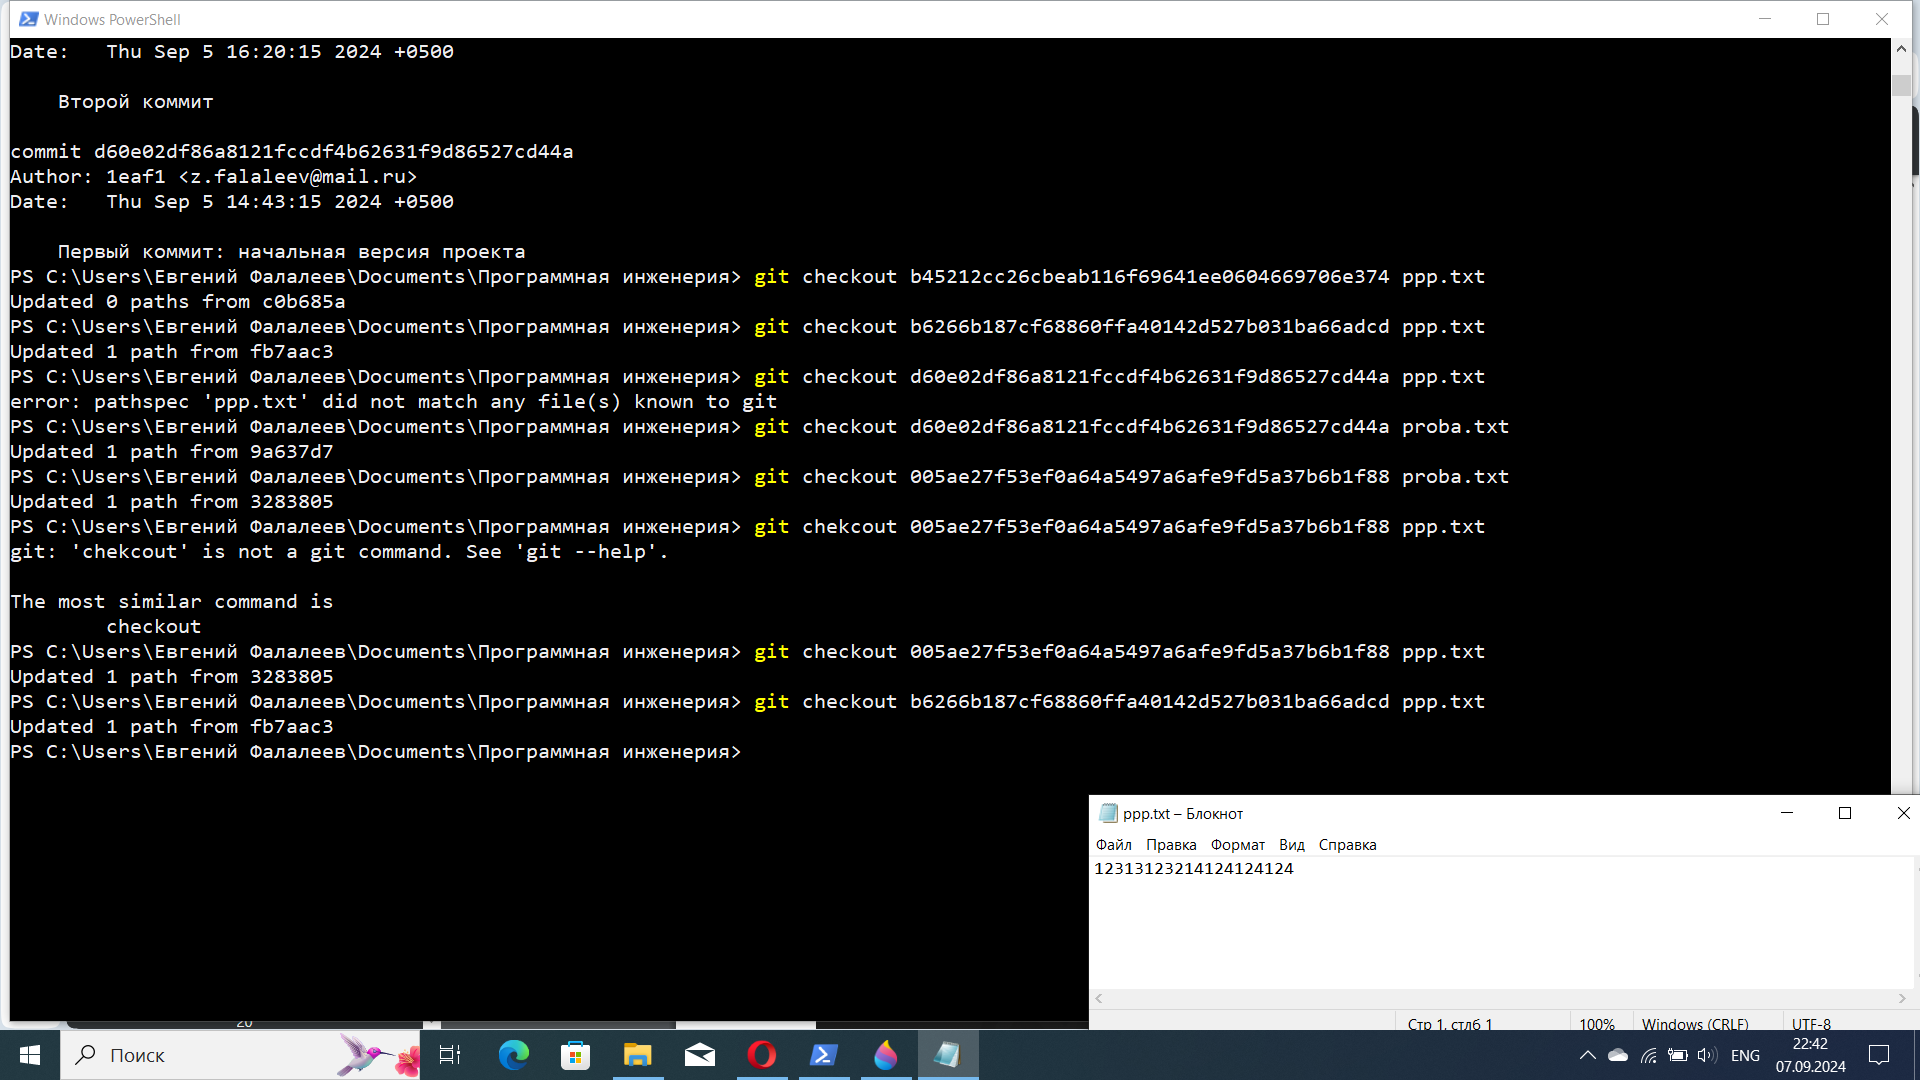 Windows PowerShell
Date:   Thu Sep 5 16:20:15 2024 +0500
Второй коммит
commit d60e02df86a8121fccdf4b62631f9d86527cd44a
Author: 1eaf1 <z.falaleev@mail.ru>
Date:   Thu Sep 5 14:43:15 2024 +0500
Первый коммит: начальная версия проекта
PS C:\Users\Евгений Фалалеев\Documents\Программная инженерия> git checkout b45212cc26cbeab116f69641ee0604669706e374 ppp.txt
Updated 0 paths from c0b685a
PS C:\Users\Евгений Фалалеев\Documents\Программная инженерия> git checkout b6266b187cf68860ffa40142d527b031ba66adcd ppp.txt
Updated 1 path from fb7aac3
PS C:\Users\Евгений Фалалеев\Documents\Программная инженерия> git checkout d60e02df86a8121fccdf4b62631f9d86527cd44a ppp.txt
error: pathspec 'ppp.txt' did not match any file(s) known to git
PS C:\Users\Евгений Фалалеев\Documents\Программная инженерия> git checkout d60e02df86a8121fccdf4b62631f9d86527cd44a proba.txt
Updated 1 path from 9a637d7
PS C:\Users\Евгений Фалалеев\Documents\Программная инженерия> git checkout 005ae27f53ef0a64a5497a6afe9fd5a37b6b1f88 proba.txt
Updated 1 path from 3283805
PS C:\Users\Евгений Фалалеев\Documents\Программная инженерия> git chekcout 005ae27f53ef0a64a5497a6afe9fd5a37b6b1f88 ppp.txt
git: 'chekcout' is not a git command. See 'git --help'.
The most similar command is
checkout
PS C:\Users\Евгений Фалалеев\Documents\Программная инженерия> git checkout 005ae27f53ef0a64a5497a6afe9fd5a37b6b1f88 ppp.txt
Updated 1 path from 3283805
PS C:\Users\Евгений Фалалеев\Documents\Программная инженерия> git checkout b6266b187cf68860ffa40142d527b031ba66adcd ppp.txt
Updated 1 path from fb7aac3
PS C:\Users\Евгений Фалалеев\Documents\Программная инженерия>
ppp.txt – Блокнот
Файл Правка Формат Вид Справка
12313123214124124124
Стр 1, стлб 1 100% Windows (CRLF) UTF-8
20
Поиск
ENG
22:42
07.09.2024